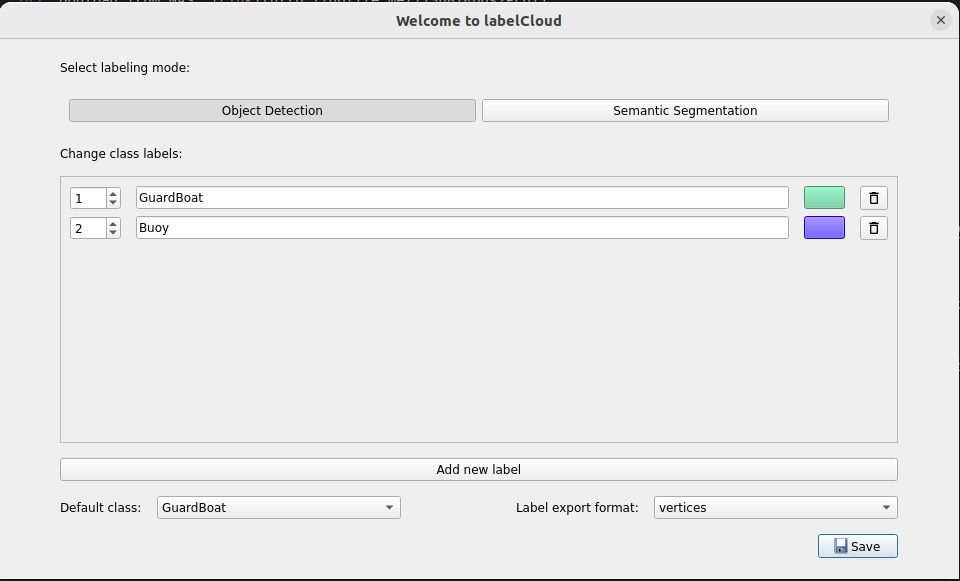 Welcome to labelCloud
Select labeling mode:
Object Detection
Semantic Segmentation
Change class labels:
1 GuardBoat
2 Buoy
Add new label
Default class: GuardBoat
Label export format: vertices
Save